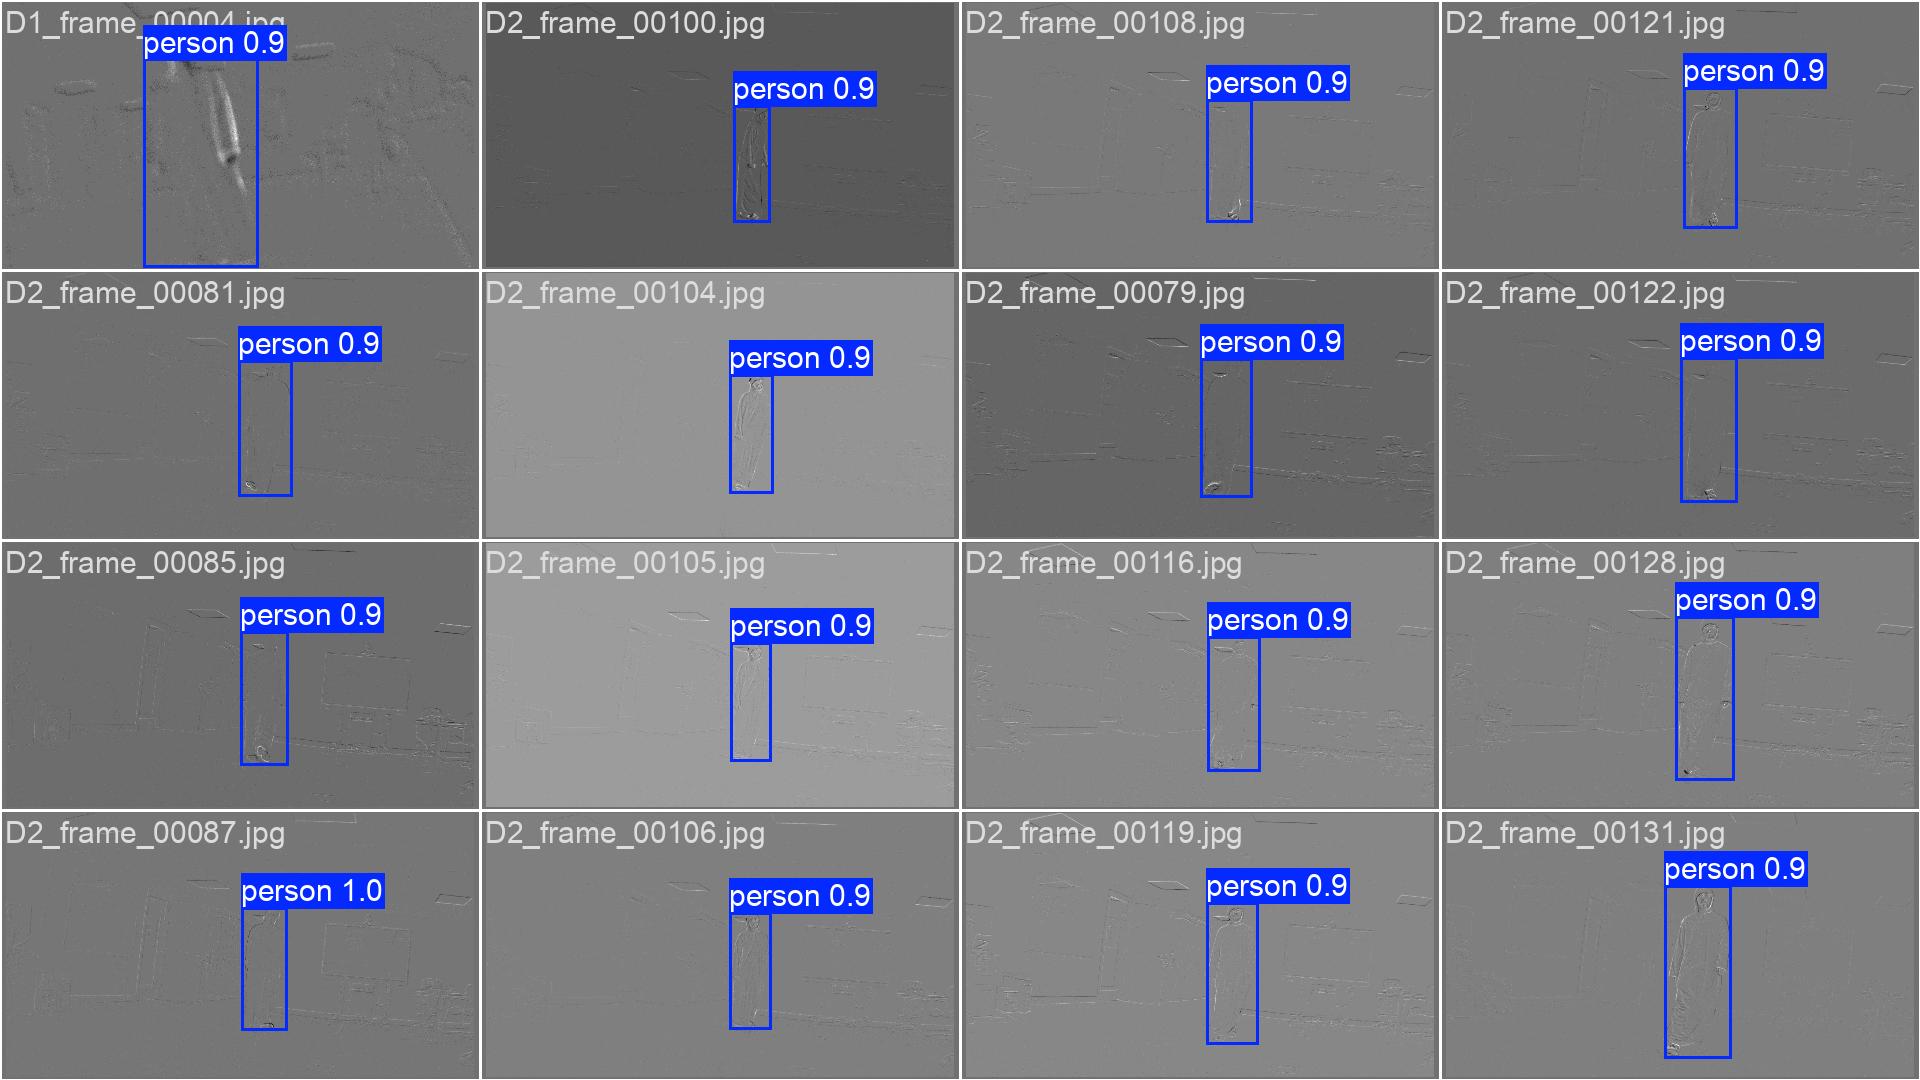 D1_frame_00004.jpg
person 0.9
D2_frame_00100.jpg
person 0.9
D2_frame_00108.jpg
person 0.9
D2_frame_00121.jpg
person 0.9
D2_frame_00081.jpg
person 0.9
D2_frame_00104.jpg
person 0.9
D2_frame_00079.jpg
person 0.9
D2_frame_00122.jpg
person 0.9
D2_frame_00085.jpg
person 0.9
D2_frame_00105.jpg
person 0.9
D2_frame_00116.jpg
person 0.9
D2_frame_00128.jpg
person 0.9
D2_frame_00087.jpg
person 1.0
D2_frame_00106.jpg
person 0.9
D2_frame_00119.jpg
person 0.9
D2_frame_00131.jpg
person 0.9